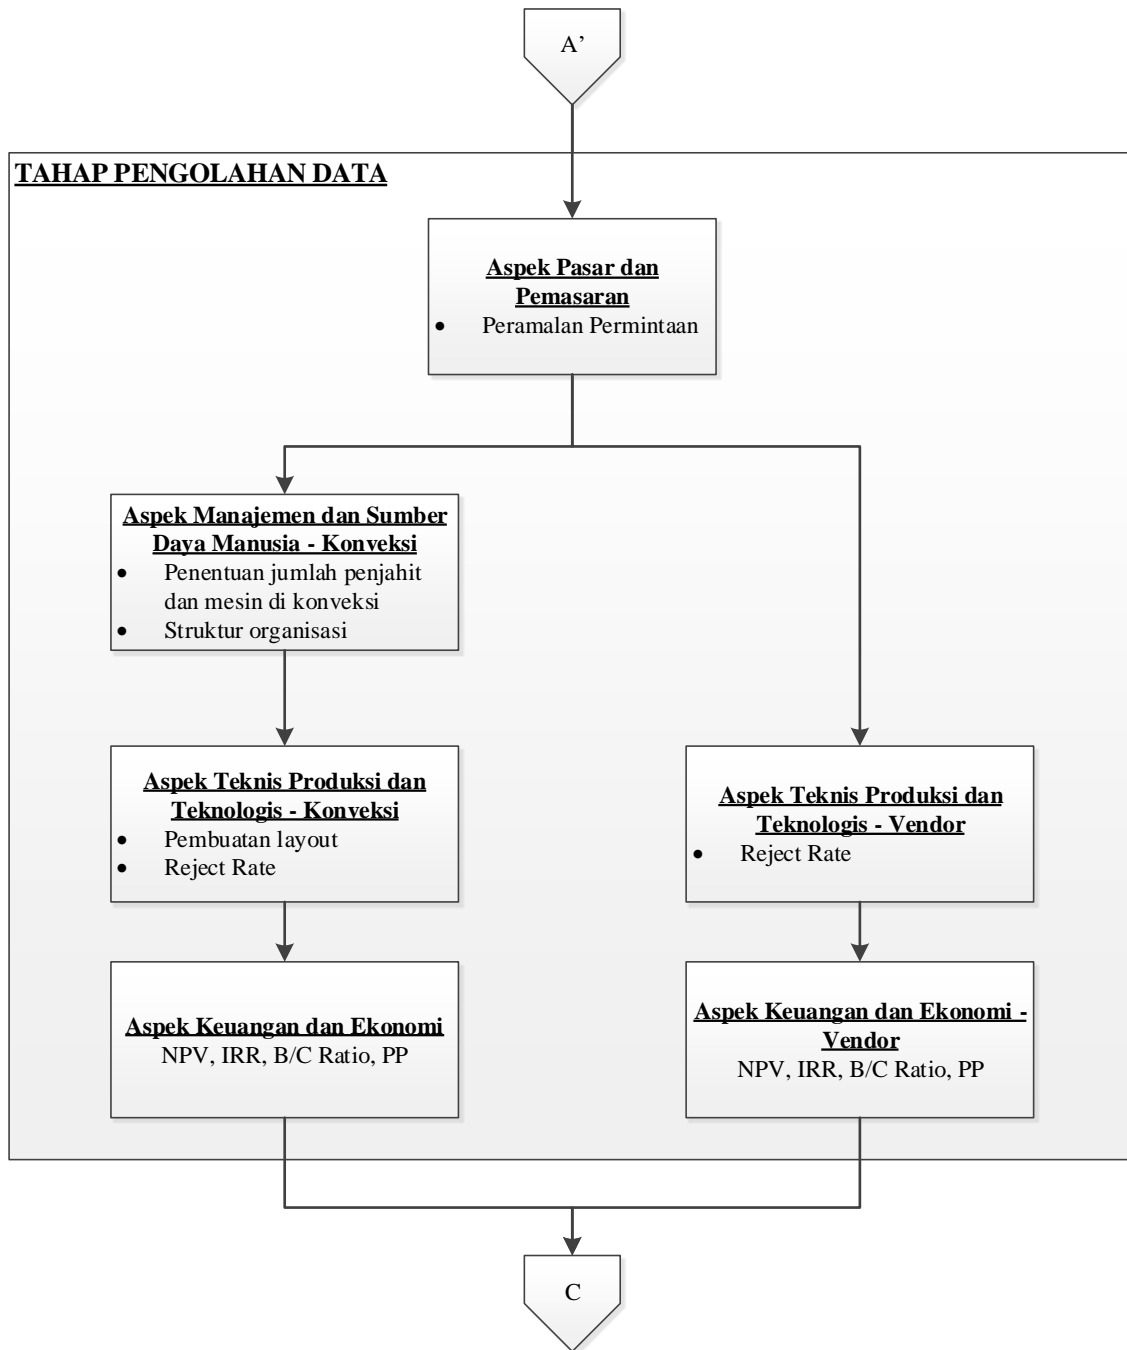 A’
TAHAP PENGOLAHAN DATA
Aspek Pasar dan
Pemasaran
• Peramalan Permintaan
Aspek Manajemen dan Sumber
Daya Manusia - Konveksi
• Penentuan jumlah penjahit
dan mesin di konveksi
• Struktur organisasi
Aspek Teknis Produksi dan
Teknologis - Konveksi
• Pembuatan layout
• Reject Rate
Aspek Teknis Produksi dan
Teknologis - Vendor
• Reject Rate
Aspek Keuangan dan Ekonomi
NPV, IRR, B/C Ratio, PP
Aspek Keuangan dan Ekonomi -
Vendor
NPV, IRR, B/C Ratio, PP
C